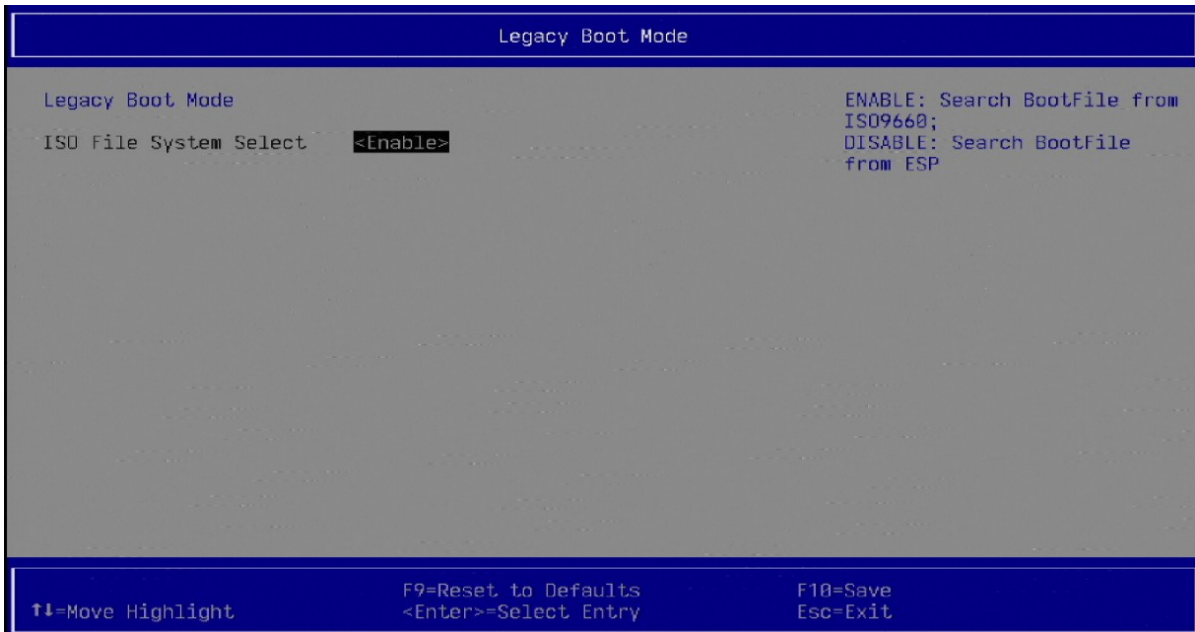 Legacy Boot Mode
Legacy Boot Mode
ISO File System Select <Enable>
ENABLE: Search BootFile from
ISO9660;
DISABLE: Search BootFile
from ESP
F9=Reset to Defaults F10=Save
↑↓=Move Highlight <Enter>=Select Entry Esc=Exit